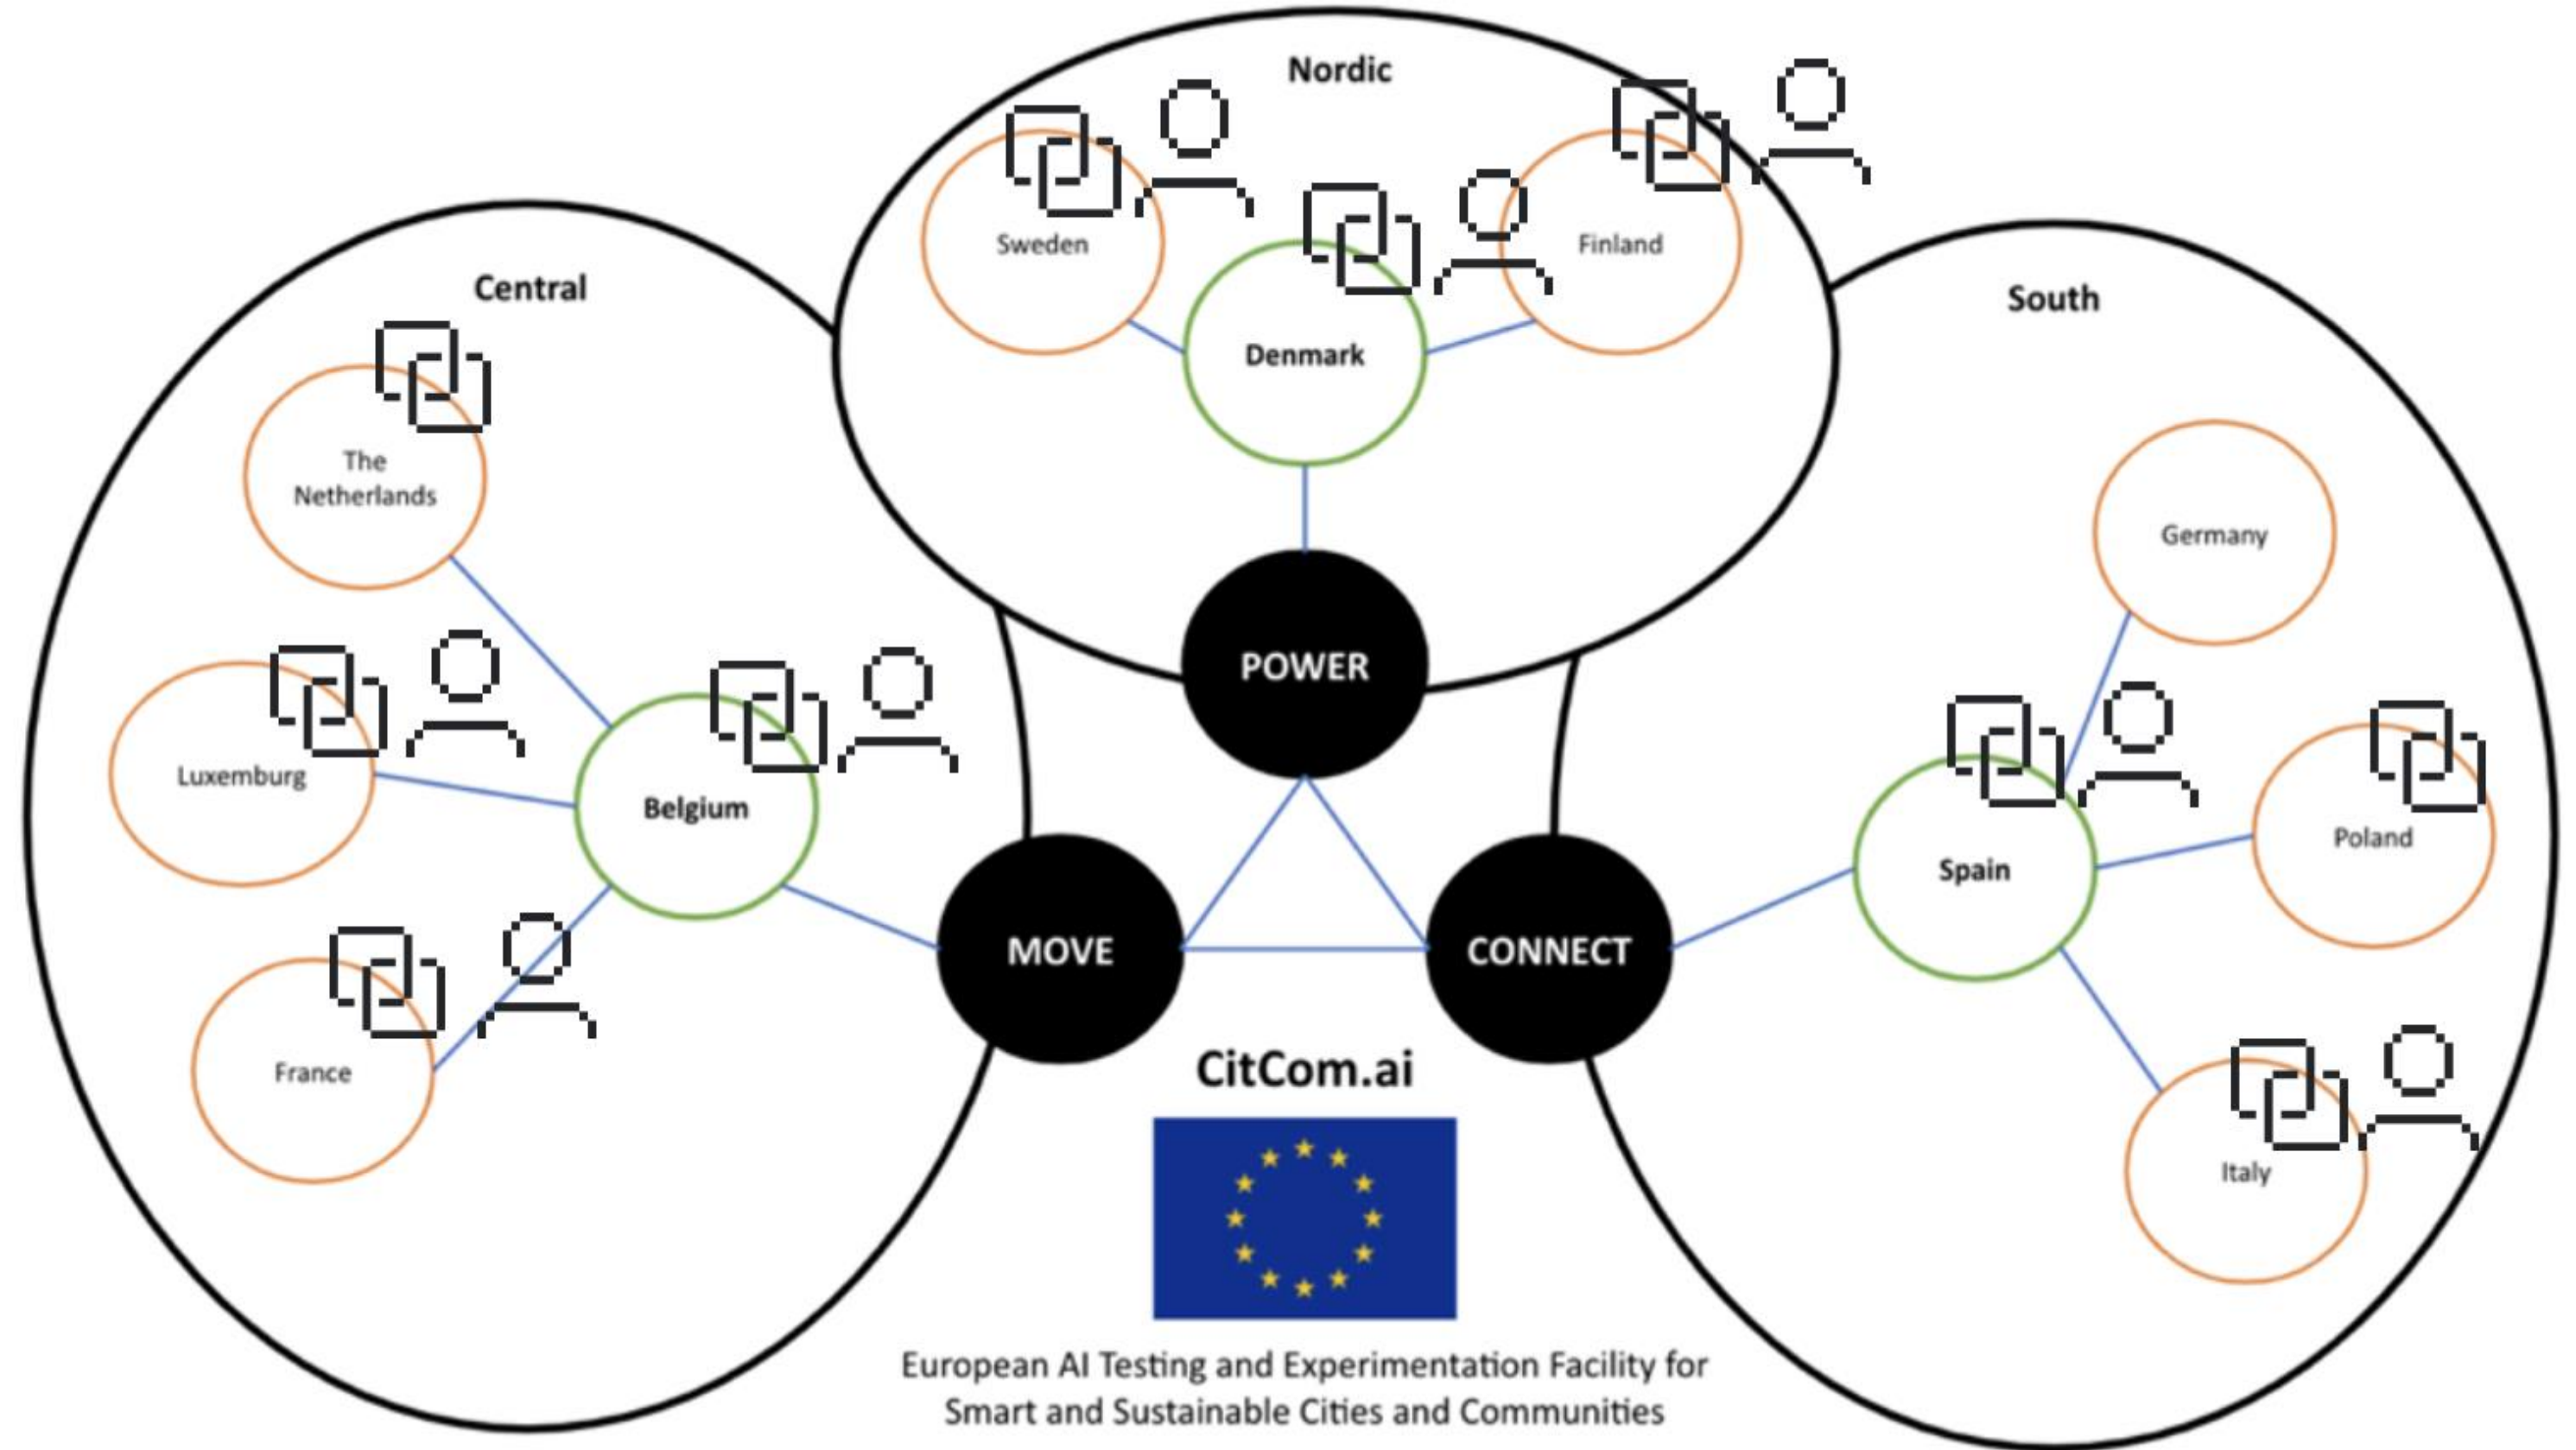 Nordic
Sweden
Finland
Denmark
Central
The
Netherlands
Luxemburg
Belgium
France
South
Germany
Spain
Poland
Italy
POWER
MOVE
CONNECT
CitCom.ai
European AI Testing and Experimentation Facility for
Smart and Sustainable Cities and Communities